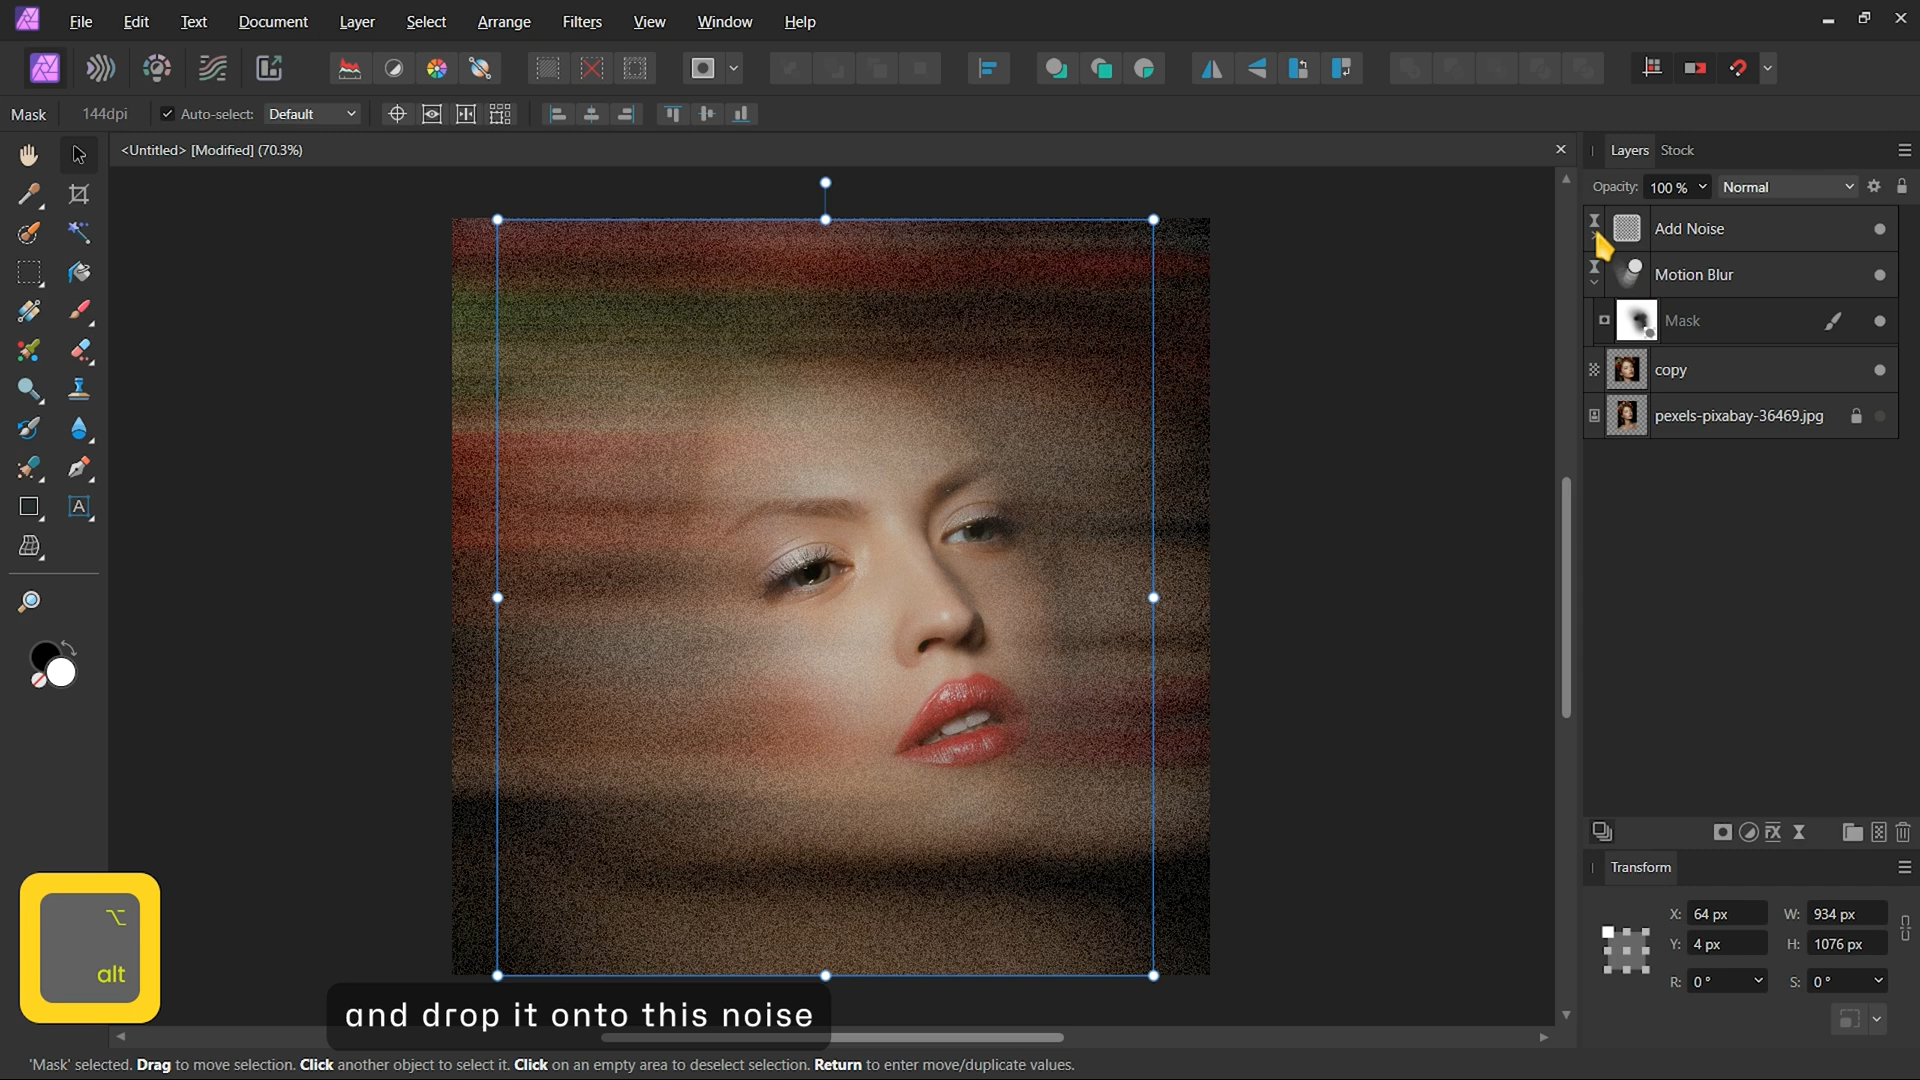 File Edit Text Document Layer Select Arrange Filters View Window Help
Mask 144dpi Auto-select: Default
<Untitled> [Modified] (70.3%)
Layers Stock
Opacity: 100 % Normal
Add Noise
Motion Blur
Mask
copy
pexels-pixabay-36469.jpg
Transform
X: 64 px W: 934 px
Y: 4 px H: 1076 px
R: 0 ° S: 0 °
alt
and drop it onto this noise
'Mask' selected. Drag to move selection. Click another object to select it. Click on an empty area to deselect selection. Return to enter move/duplicate values.